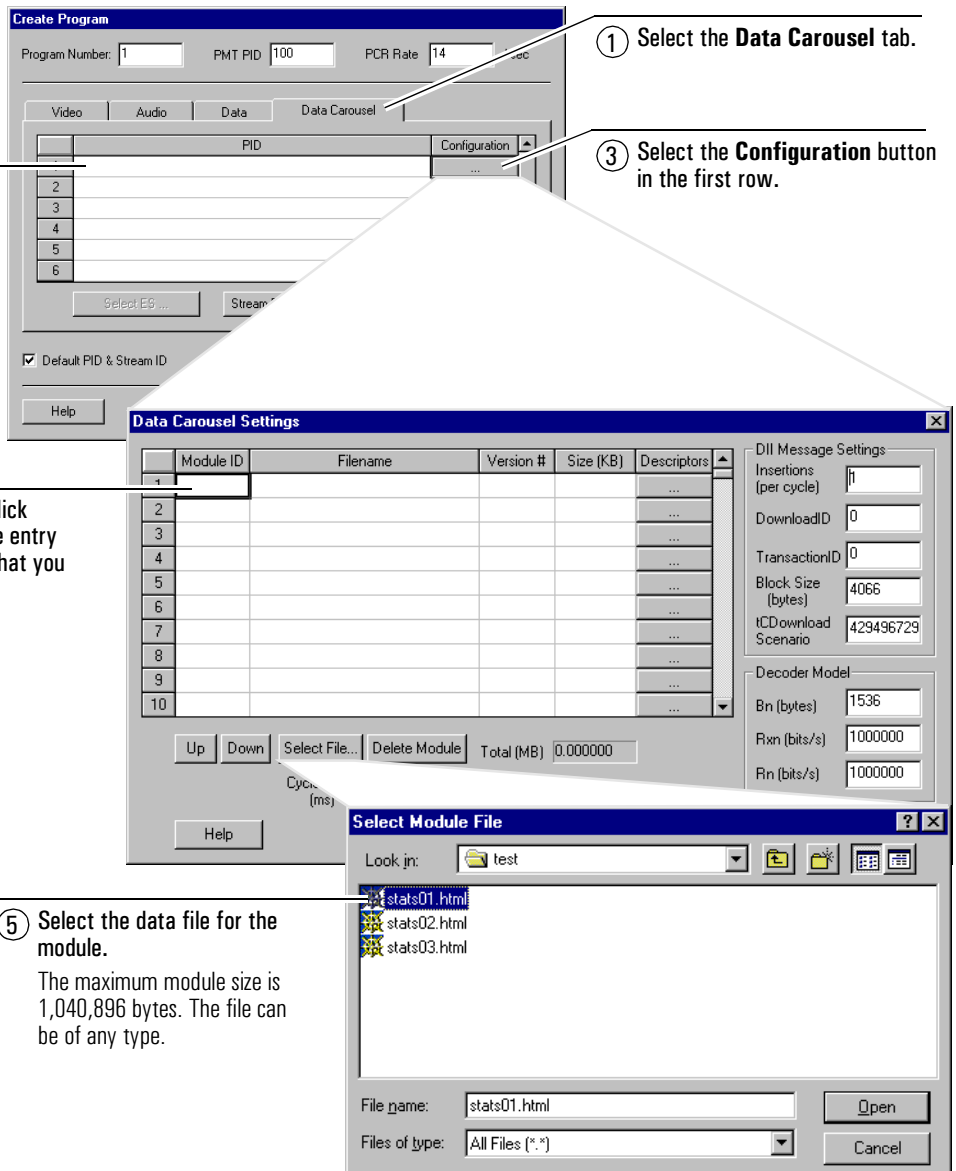 Create Program
Program Number: 1 PMT PID 100 PCR Rate 14
1 Select the Data Carousel tab.
Video Audio Data Data Carousel
PID Configuration
...
2
3
4
5
6
3 Select the Configuration button
in the first row.
Select ES ...
Default PID & Stream ID
Help
Data Carousel Settings
Module ID Filename Version # Size (KB) Descriptors
1 ...
2 ...
3 ...
4 ...
5 ...
6 ...
7 ...
8 ...
9 ...
10 ...
DII Message Settings
Insertions
(per cycle) 1
DownloadID 0
TransactionID 0
Block Size
(bytes) 4066
tCDownload
Scenario 429496729
Decoder Model
Bn (bytes) 1536
Rxn (bits/s) 1000000
Rn (bits/s) 1000000
entry
you
Up Down Select File... Delete Module Total (MB) 0.000000
(ms)
Help
Select Module File
Look in: test
stats01.html
stats02.html
stats03.html
5 Select the data file for the
module.
The maximum module size is
1,040,896 bytes. The file can
be of any type.
File name: stats01.html Open
Files of type: All Files (*.*) Cancel